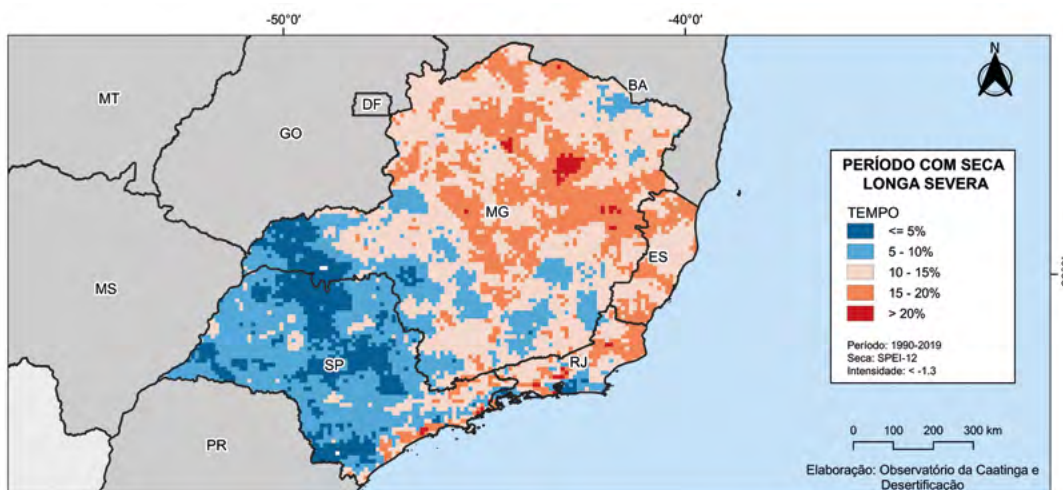 -50°0'
-40°0'
N
MT
DF
GO
BA
MG
ES
MS
SP
RJ
PR
PERÍODO COM SECA
LONGA SEVERA
TEMPO
<= 5%
5 - 10%
10 - 15%
15 - 20%
> 20%
Período: 1990-2019
Seca: SPEI-12
Intensidade: < -1.3
0 100 200 300 km
Elaboração: Observatório da Caatinga e
Desertificação